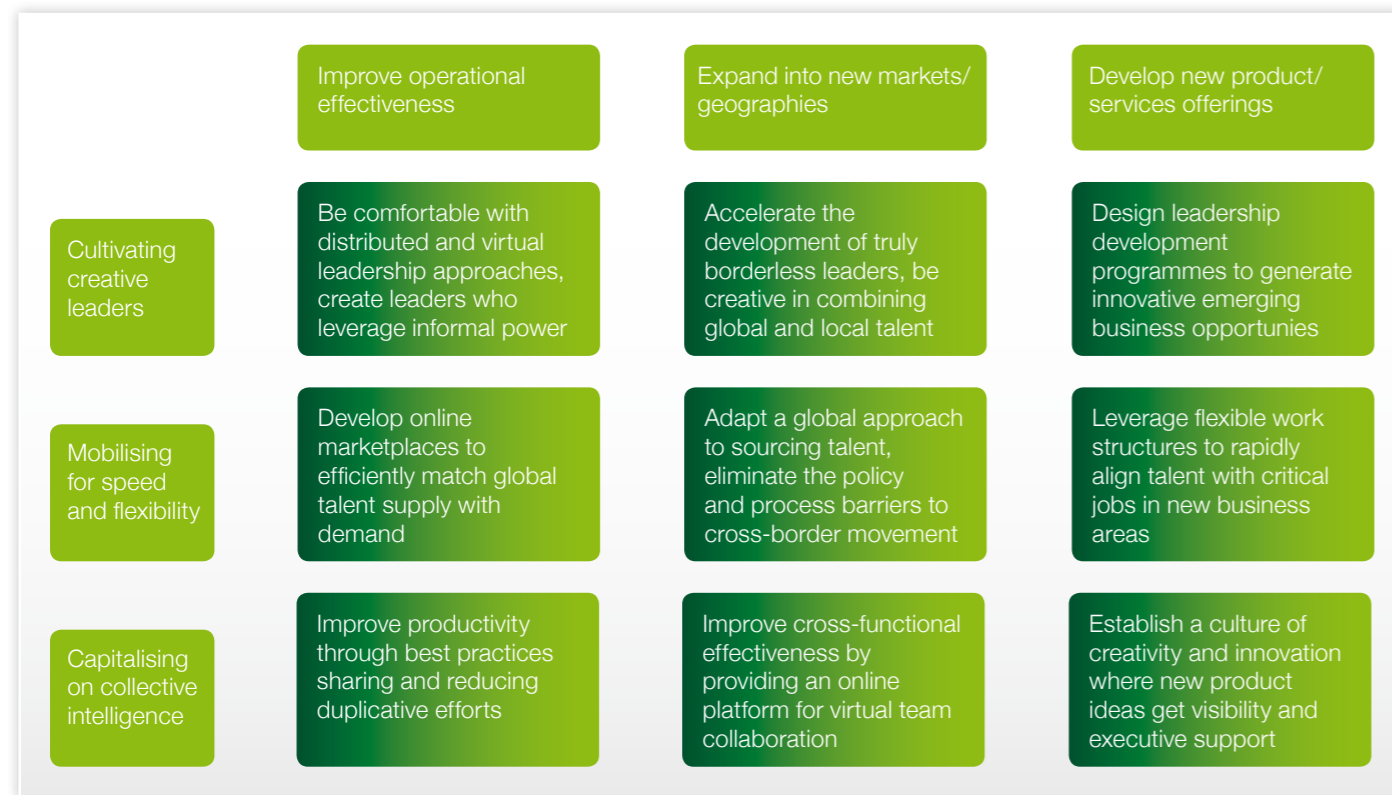 Improve operational
effectiveness
Expand into new markets/
geographies
Develop new product/
services offerings
Cultivating
creative
leaders
Be comfortable with
distributed and virtual
leadership approaches,
create leaders who
leverage informal power
Accelerate the
development of truly
borderless leaders, be
creative in combining
global and local talent
Design leadership
development
programmes to generate
innovative emerging
business opportunies
Mobilising
for speed
and flexibility
Develop online
marketplaces to
efficiently match global
talent supply with
demand
Adapt a global approach
to sourcing talent,
eliminate the policy
and process barriers to
cross-border movement
Leverage flexible work
structures to rapidly
align talent with critical
jobs in new business
areas
Capitalising
on collective
intelligence
Improve productivity
through best practices
sharing and reducing
duplicative efforts
Improve cross-functional
effectiveness by
providing an online
platform for virtual team
collaboration
Establish a culture of
creativity and innovation
where new product
ideas get visibility and
executive support